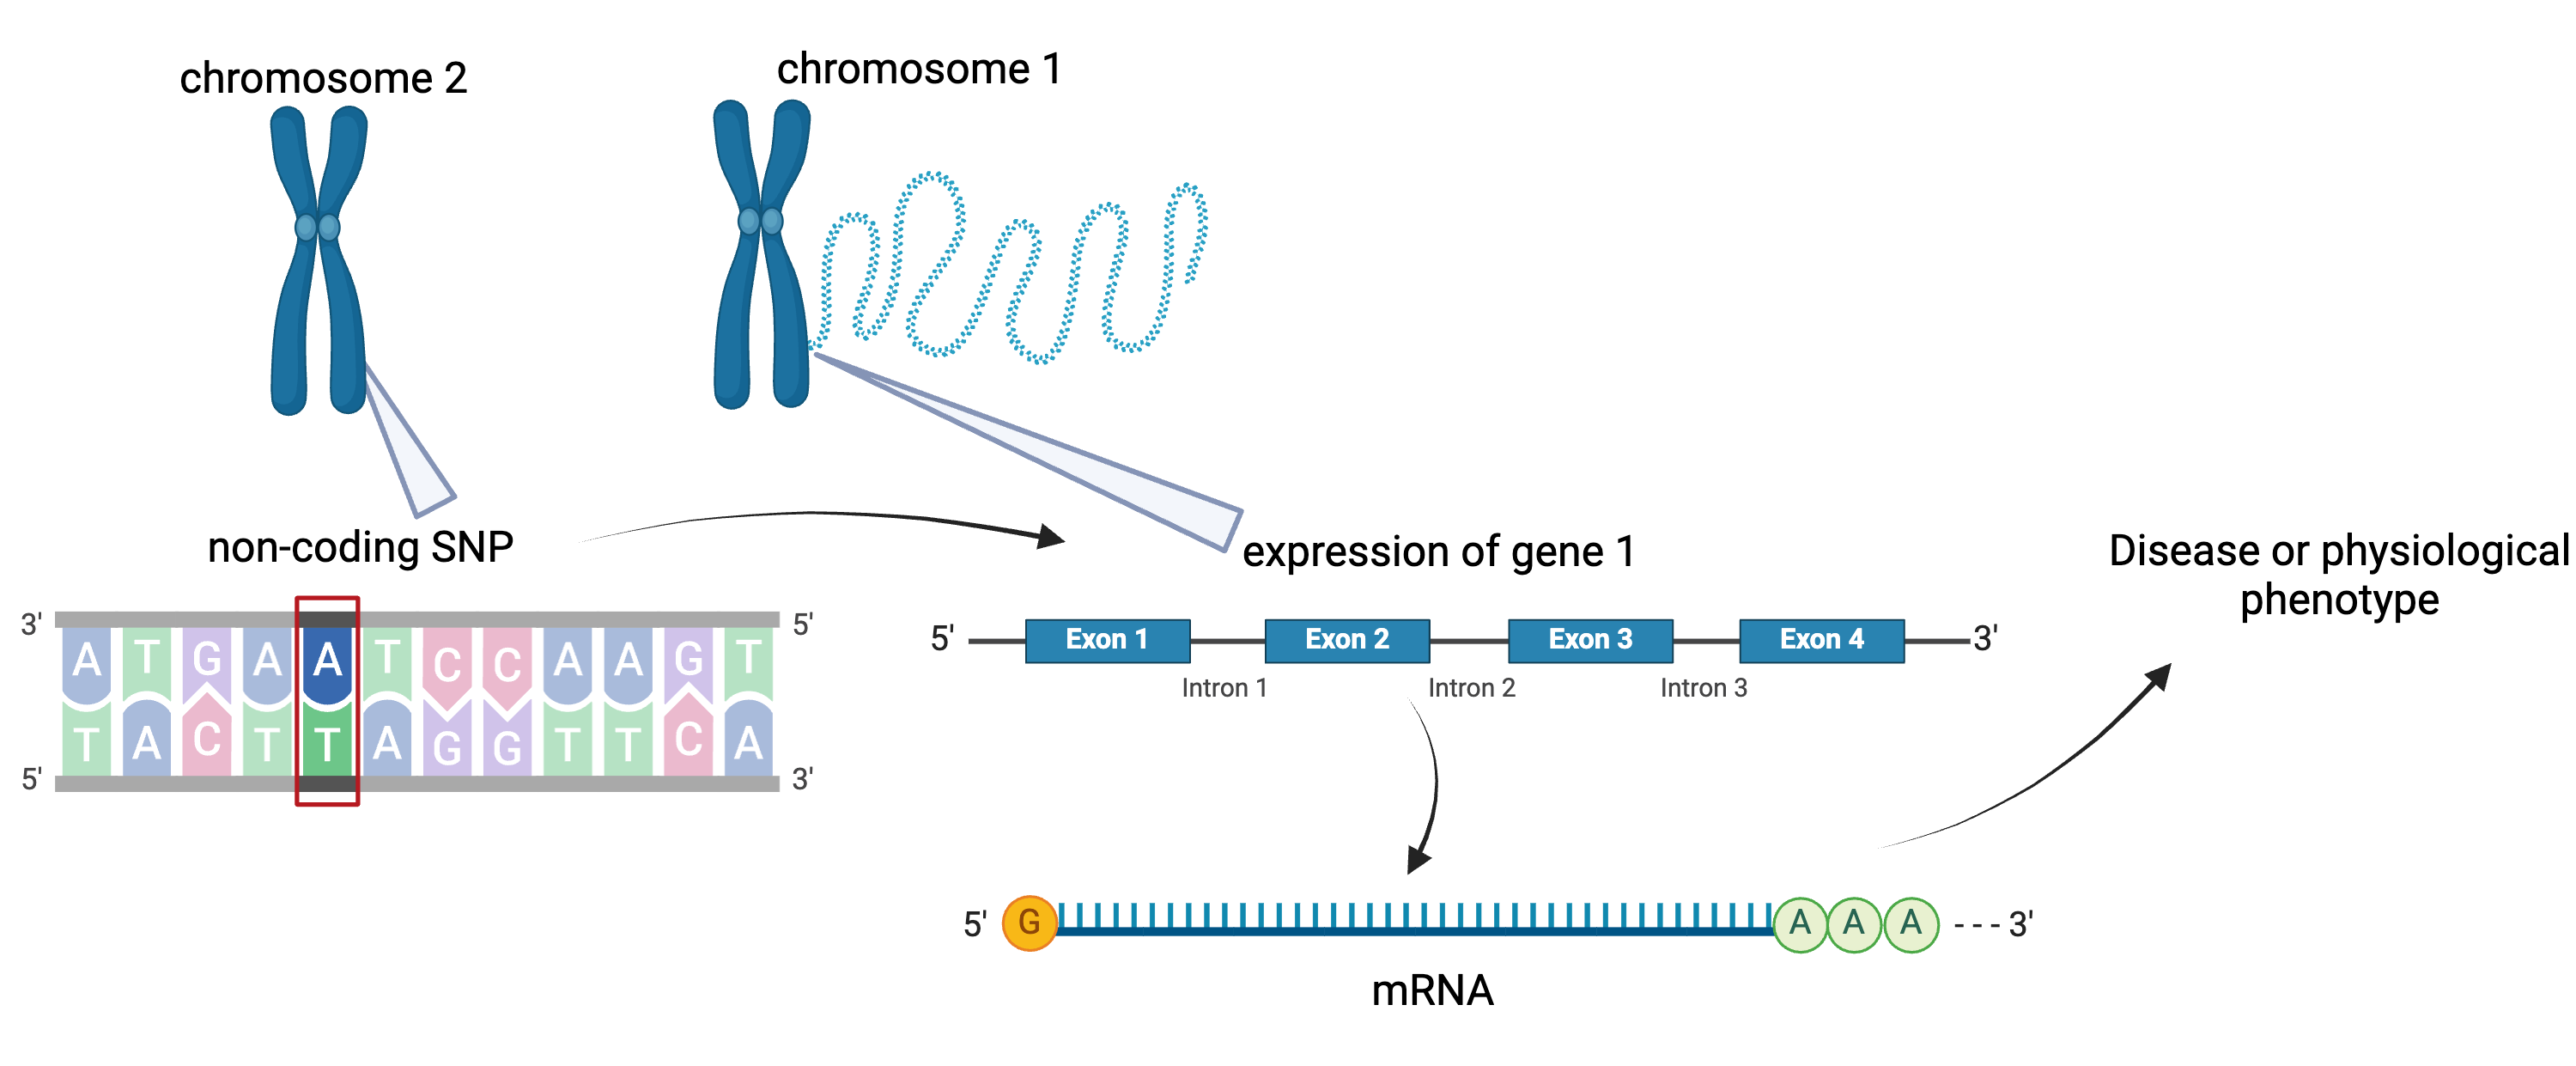 chromosome 2
chromosome 1
non-coding SNP
expression of gene 1
Disease or physiological
phenotype
3' A T G A A T C C A A G T 5'
T A C T T A G G T T C A
5' 3'
5' Exon 1 Exon 2 Exon 3 Exon 4 3'
Intron 1 Intron 2 Intron 3
5' G A A A --- 3'
mRNA